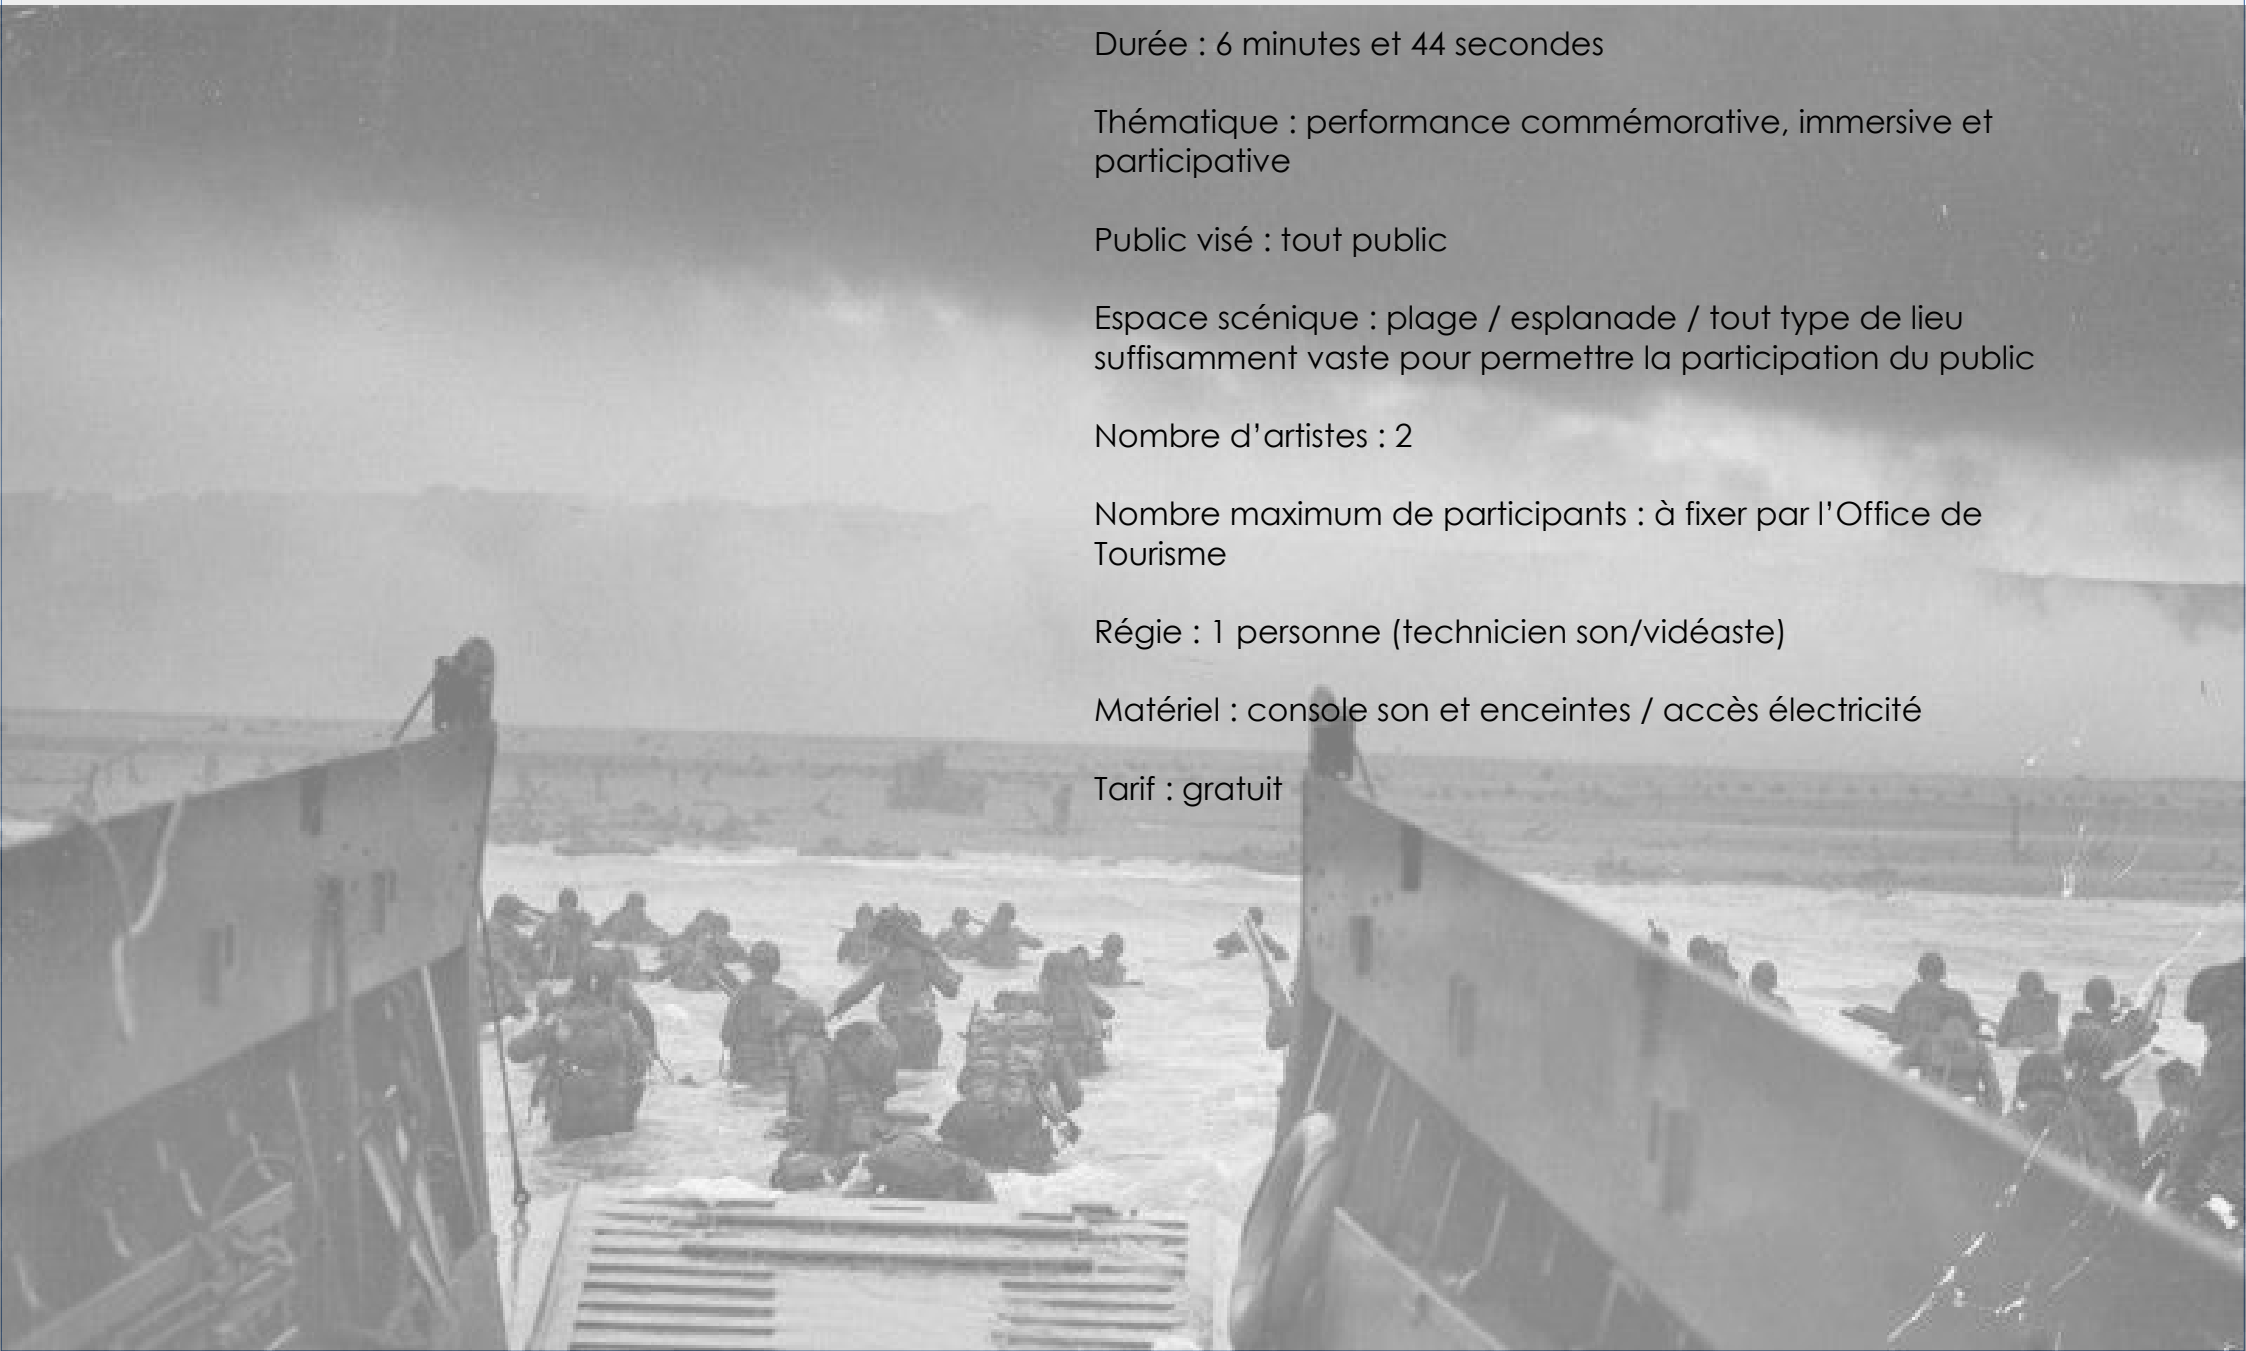 Durée : 6 minutes et 44 secondes
Thématique : performance commémorative, immersive et
participative
Public visé : tout public
Espace scénique : plage / esplanade / tout type de lieu
suffisamment vaste pour permettre la participation du public
Nombre d’artistes : 2
Nombre maximum de participants : à fixer par l’Office de
Tourisme
Régie : 1 personne (technicien son/vidéaste)
Matériel : console son et enceintes / accès électricité
Tarif : gratuit